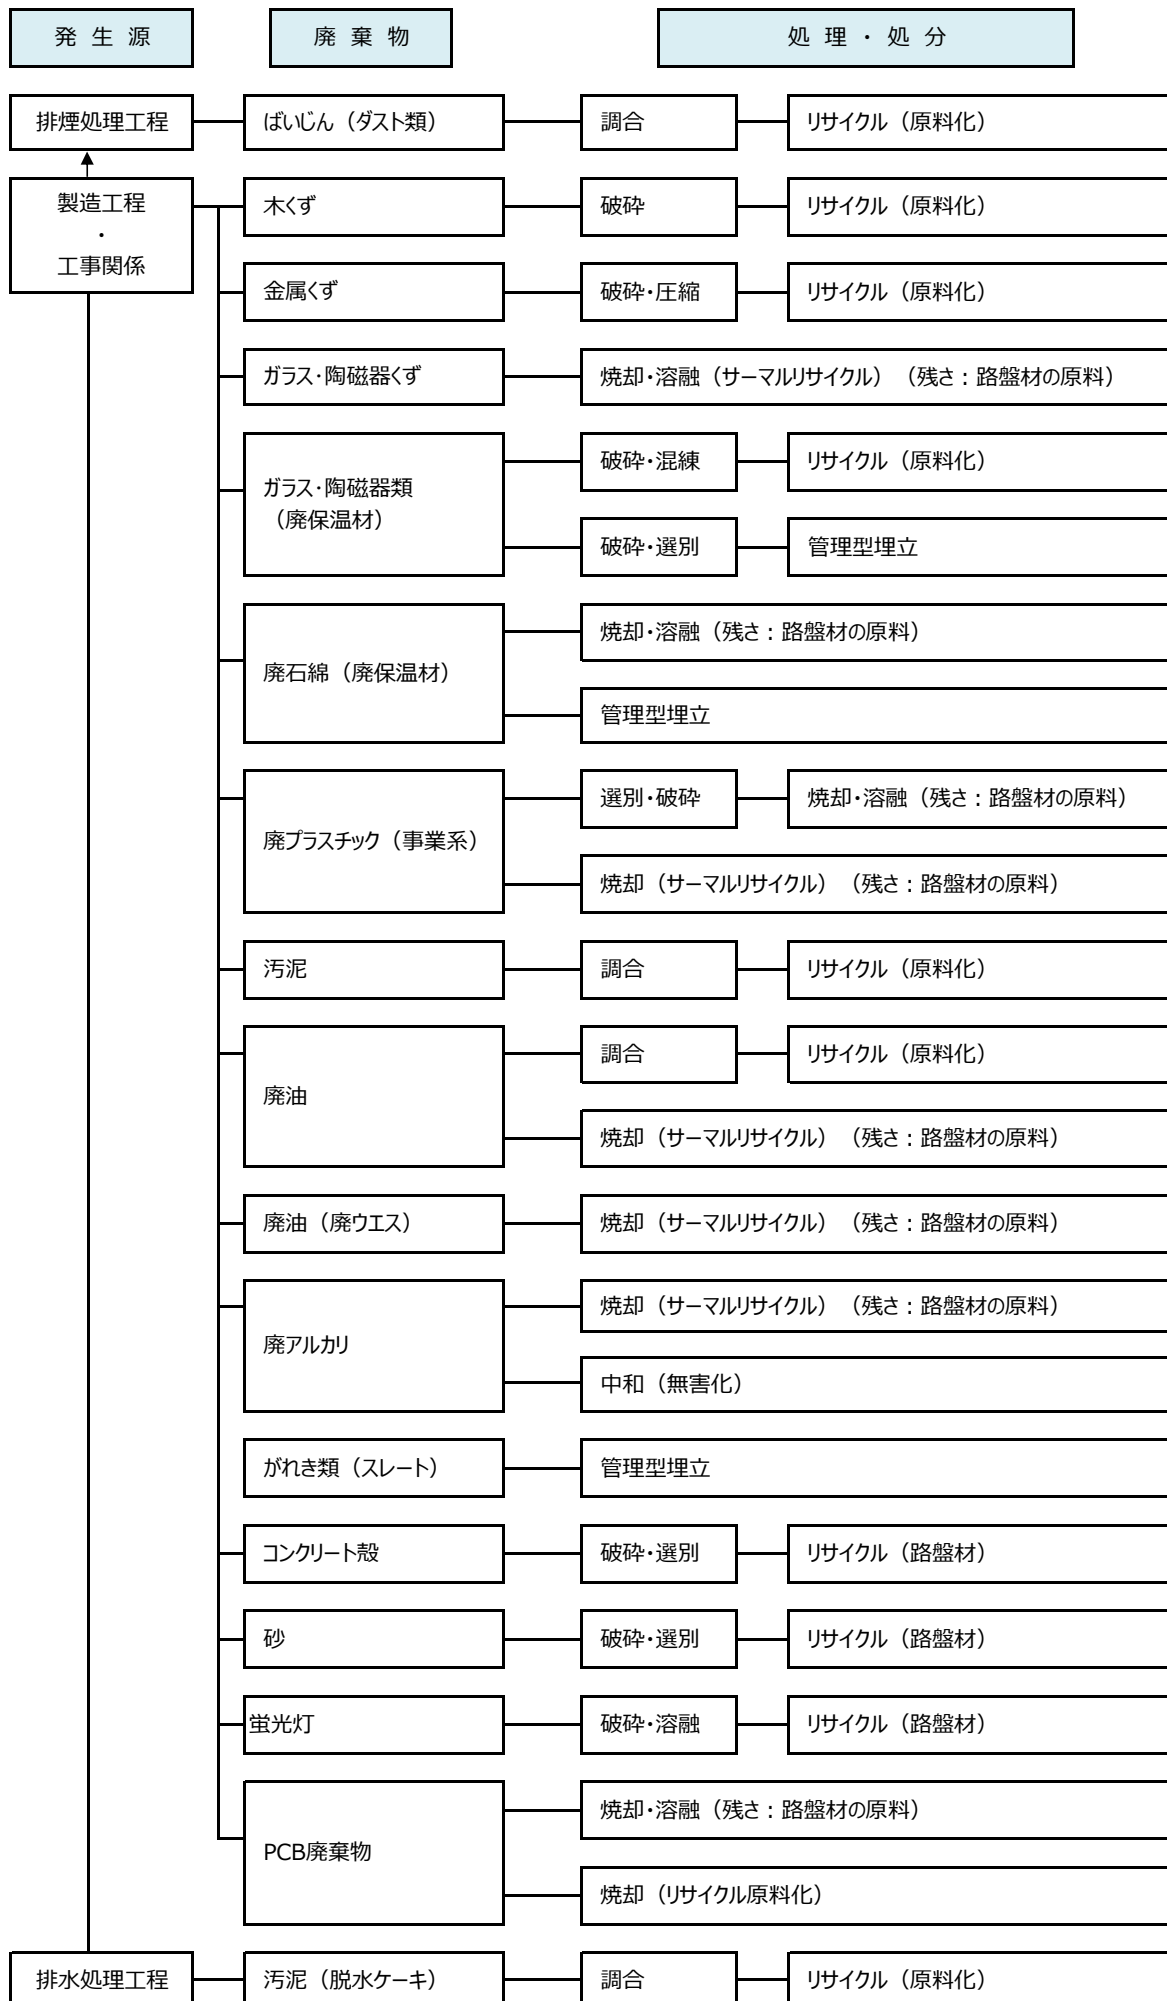 発 生 源
廃 棄 物
処 理 ・ 処 分
排煙処理工程
ばいじん（ダスト類）
調合
リサイクル（原料化）
製造工程
・
工事関係
木くず
破砕
リサイクル（原料化）
金属くず
破砕・圧縮
リサイクル（原料化）
ガラス・陶磁器くず
焼却・溶融（サーマルリサイクル）（残さ：路盤材の原料）
ガラス・陶磁器類
（廃保温材）
破砕・混練
リサイクル（原料化）
破砕・選別
管理型埋立
廃石綿（廃保温材）
焼却・溶融（残さ：路盤材の原料）
管理型埋立
廃プラスチック（事業系）
選別・破砕
焼却・溶融（残さ：路盤材の原料）
焼却（サーマルリサイクル）（残さ：路盤材の原料）
汚泥
調合
リサイクル（原料化）
廃油
調合
リサイクル（原料化）
焼却（サーマルリサイクル）（残さ：路盤材の原料）
廃油（廃ウエス）
焼却（サーマルリサイクル）（残さ：路盤材の原料）
廃アルカリ
焼却（サーマルリサイクル）（残さ：路盤材の原料）
中和（無害化）
がれき類（スレート）
管理型埋立
コンクリート殻
破砕・選別
リサイクル（路盤材）
砂
破砕・選別
リサイクル（路盤材）
蛍光灯
破砕・溶融
リサイクル（路盤材）
PCB廃棄物
焼却・溶融（残さ：路盤材の原料）
焼却（リサイクル原料化）
排水処理工程
汚泥（脱水ケーキ）
調合
リサイクル（原料化）